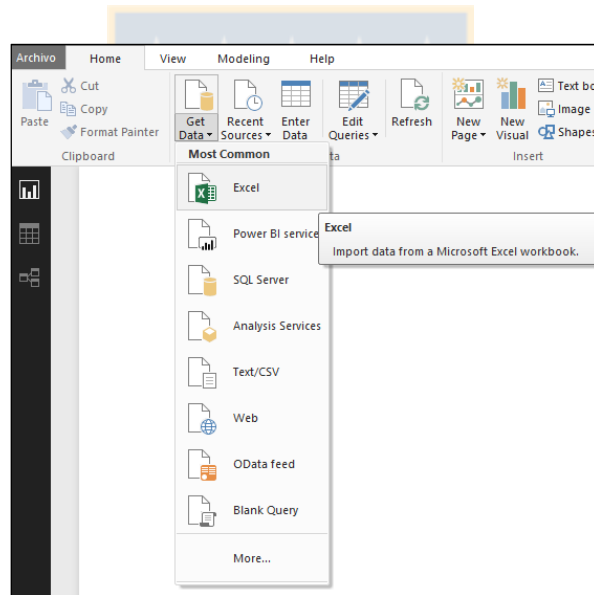 Archivo Home View Modeling Help
Cut
Copy
Format Painter
Paste
Clipboard
Get Data
Recent Sources
Enter Data
Edit Queries
Refresh
ta
New Page
New Visual
Text bo
Image
Shapes
Inser
Most Common
Excel
Excel
Import data from a Microsoft Excel workbook.
Power BI service
SQL Server
Analysis Services
Text/CSV
Web
OData feed
Blank Query
More...